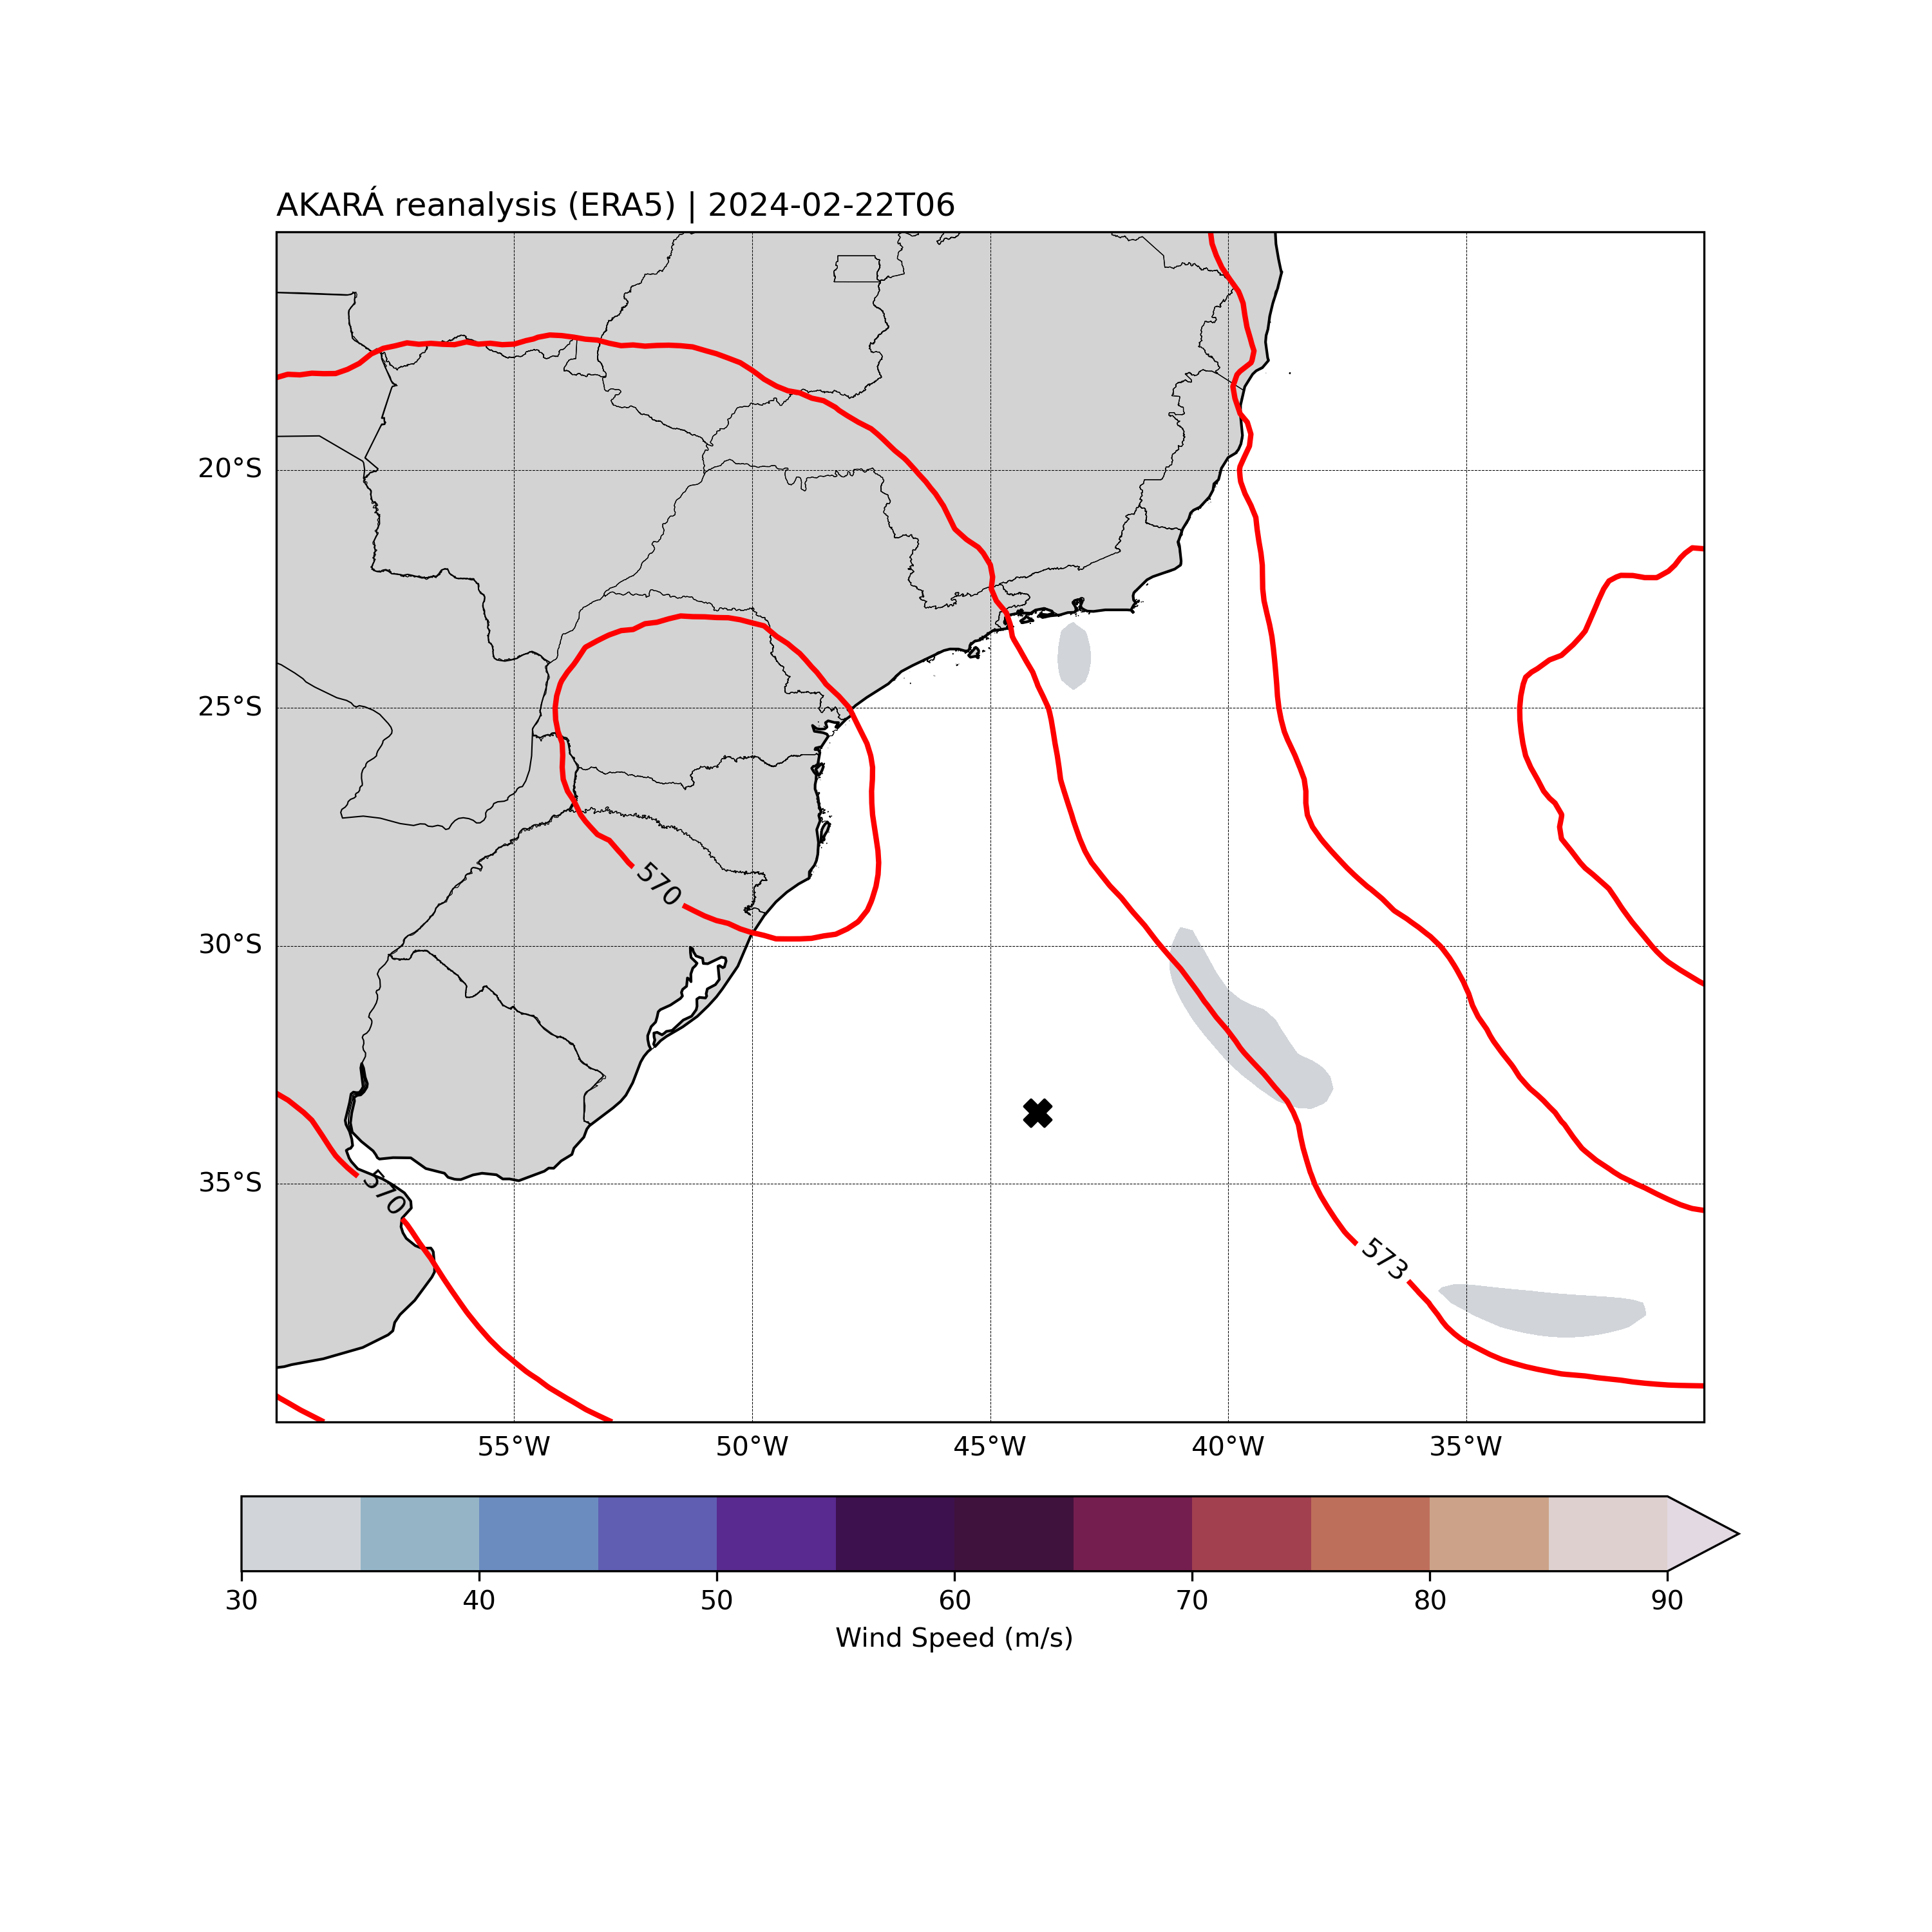 AKARÁ reanalysis (ERA5) | 2024-02-22T06
20°S
25°S
570
30°S
570
35°S
573
55°W 50°W 45°W 40°W 35°W
30 40 50 60 70 80 90
Wind Speed (m/s)